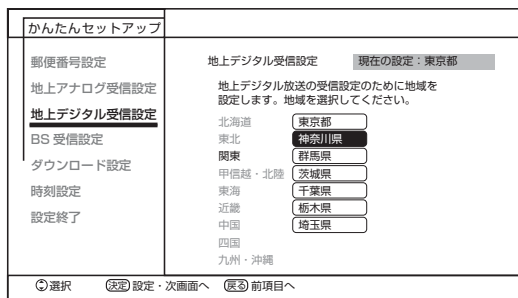 かんたんセットアップ
郵便番号設定
地上アナログ受信設定
地上デジタル受信設定
BS 受信設定
ダウンロード設定
時刻設定
設定終了
地上デジタル受信設定 現在の設定：東京都
地上デジタル放送の受信設定のために地域を
設定します。地域を選択してください。
北海道 東京都
東北 神奈川県
関東 群馬県
甲信越・北陸 茨城県
東海 千葉県
近畿 栃木県
中国 埼玉県
四国
九州・沖縄
選択 決定 設定・次画面へ 戻る 前項目へ